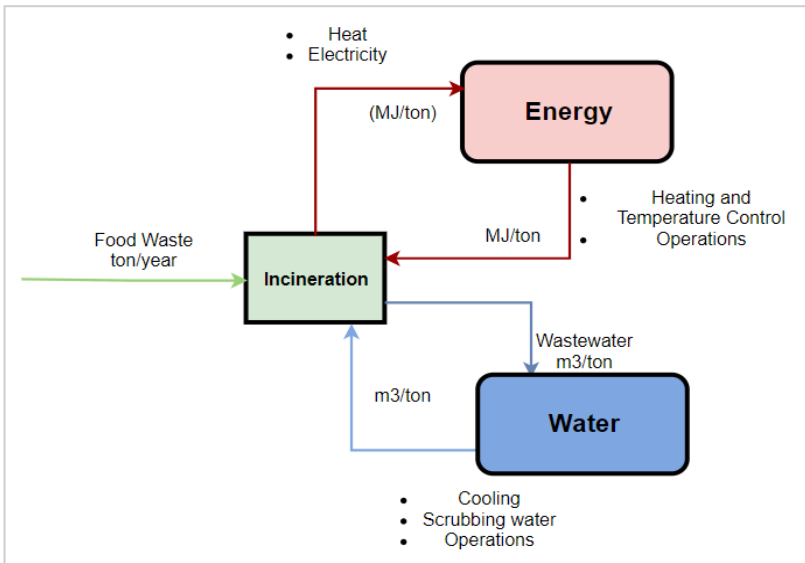 Heat
Electricity
(MJ/ton)
Energy
Heating and
Temperature Control
Operations
MJ/ton
Food Waste
ton/year
Incineration
Wastewater
m3/ton
m3/ton
Water
Cooling
Scrubbing water
Operations